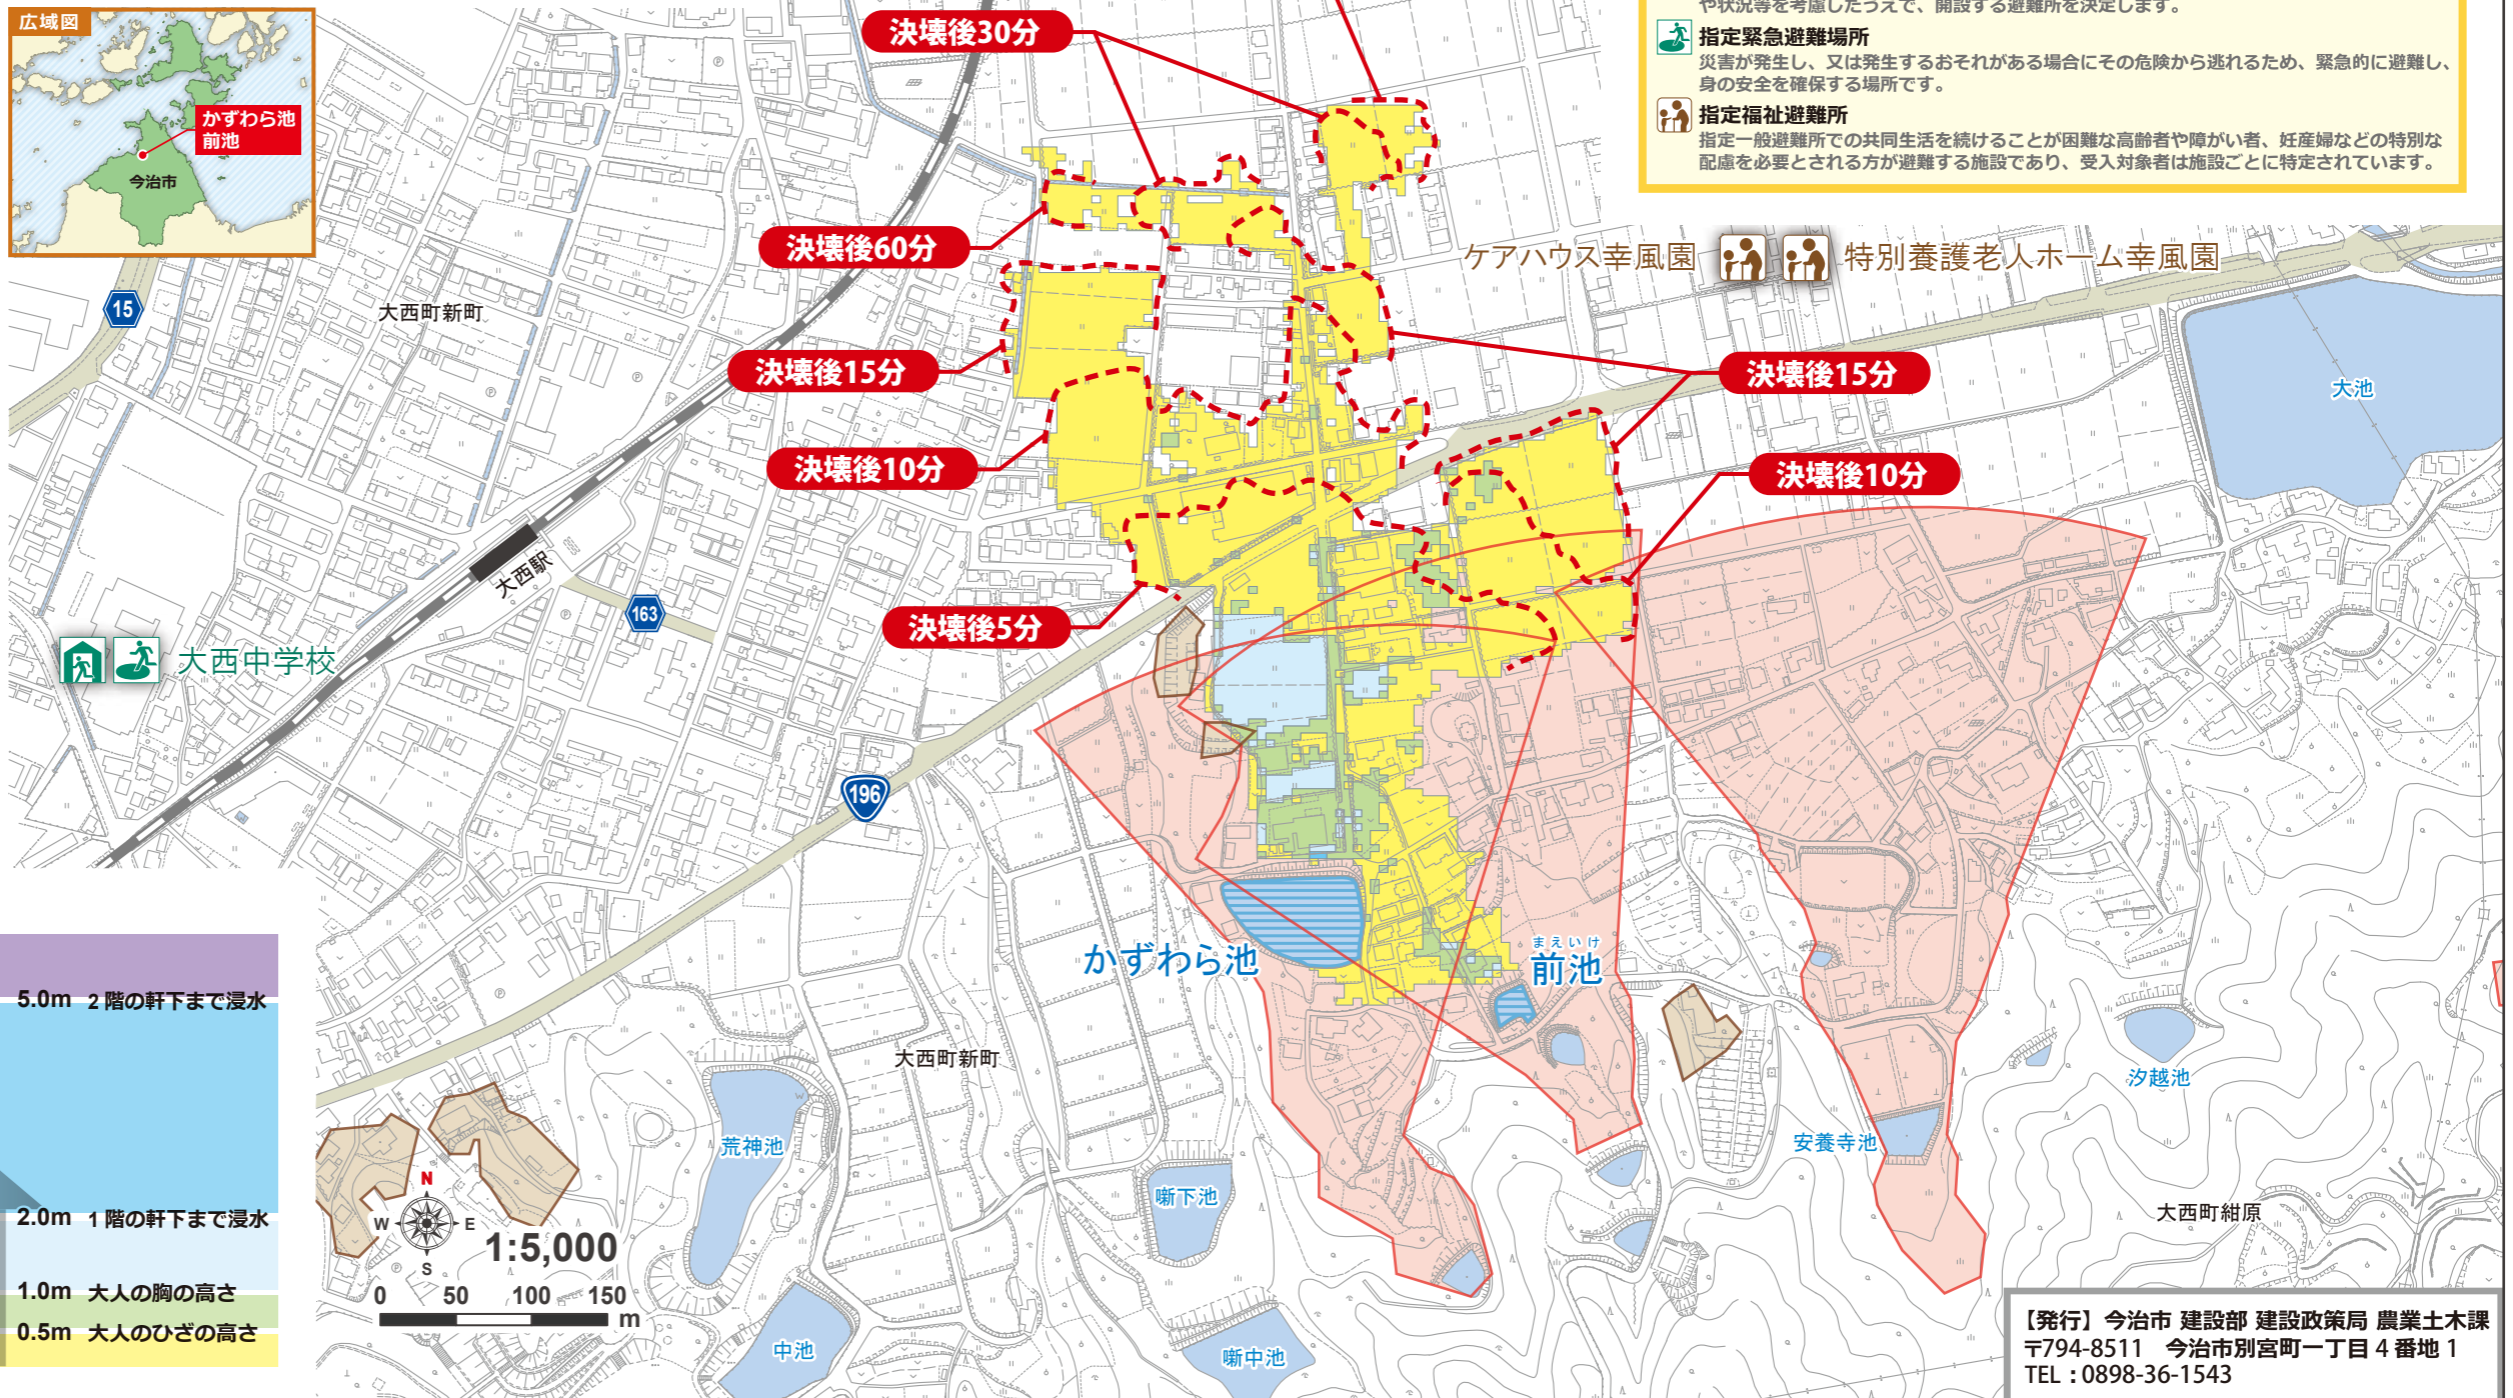 広域図
かずわら池
前池
今治市
決壊後30分
や状況等を考慮したうえで、開設する避難所を決定します。
指定緊急避難場所
災害が発生し、又は発生するおそれがある場合にその危険から逃れるため、緊急的に避難し、
身の安全を確保する場所です。
指定福祉避難所
指定一般避難所での共同生活を続けることが困難な高齢者や障がい者、妊産婦などの特別な
配慮を必要とされる方が避難する施設であり、受入対象者は施設ごとに特定されています。
決壊後60分
ケアハウス幸風園
特別養護老人ホーム幸風園
15
大西町新町
決壊後15分
決壊後15分
大池
決壊後10分
決壊後10分
大西駅
163
決壊後5分
大西中学校
196
かずわら池
まえいけ
前池
5.0m 2階の軒下まで浸水
大西町新町
汐越池
荒神池
安養寺池
噺下池
2.0m 1階の軒下まで浸水
大西町紺原
N
W
E
S
1:5,000
1.0m 大人の胸の高さ
0 50 100 150
m
0.5m 大人のひざの高さ
中池
噺中池
【発行】今治市 建設部 建設政策局 農業土木課
〒794-8511 今治市別宮町一丁目4番地1
TEL：0898-36-1543